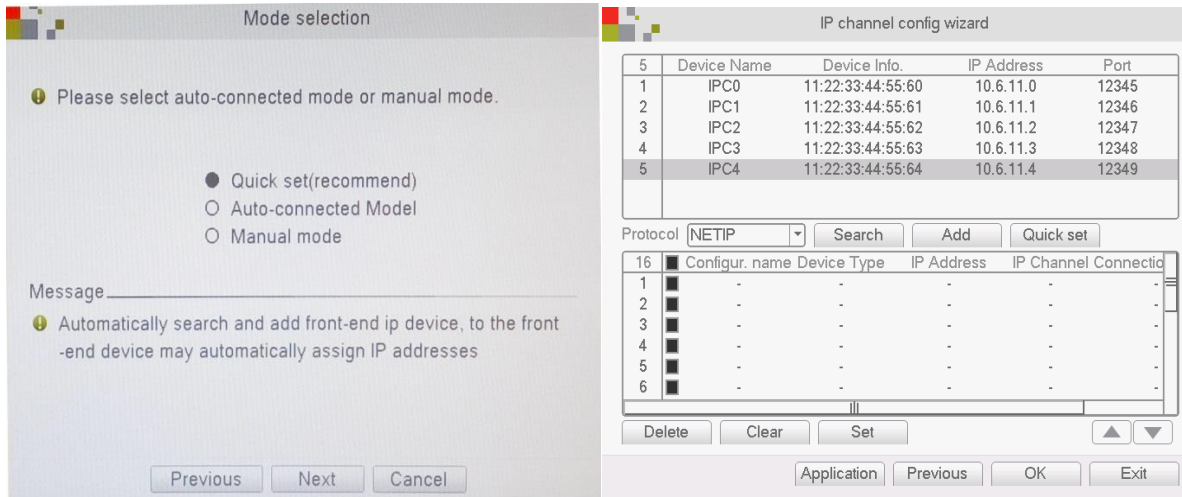 Mode selection
Please select auto-connected mode or manual mode.
Quick set(recommend)
Auto-connected Model
Manual mode
Message
Automatically search and add front-end ip device, to the front
-end device may automatically assign IP addresses
Previous Next Cancel
IP channel config wizard
5 Device Name Device Info. IP Address Port
1 IPC0 11:22:33:44:55:60 10.6.11.0 12345
2 IPC1 11:22:33:44:55:61 10.6.11.1 12346
3 IPC2 11:22:33:44:55:62 10.6.11.2 12347
4 IPC3 11:22:33:44:55:63 10.6.11.3 12348
5 IPC4 11:22:33:44:55:64 10.6.11.4 12349
Protocol NETIP Search Add Quick set
16 Configur. name Device Type IP Address IP Channel Connectio
1 - - - - -
2 - - - - -
3 - - - - -
4 - - - - -
5 - - - - -
6 - - - - -
Delete Clear Set
Application Previous OK Exit